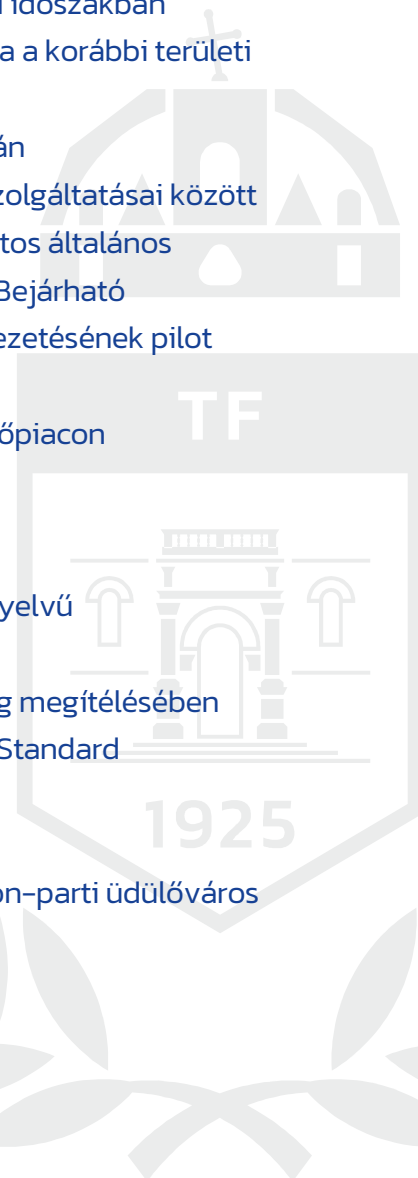 időszakban
a a korábbi területi
án
zolgáltatásai között
tos általános
Bejárható
ezetésének pilot
TF
őpiacon
yelvű
g megítélésében
Standard
1925
on-parti üdülőváros